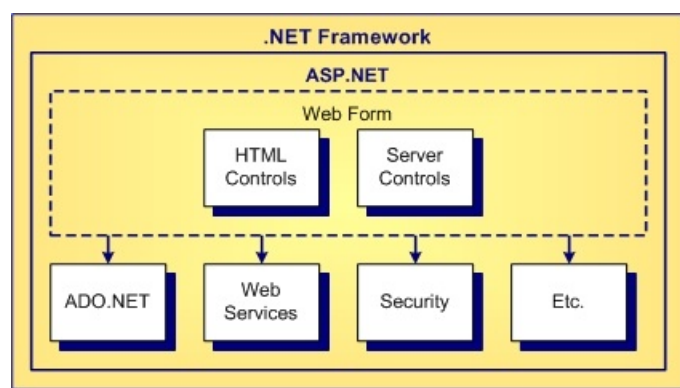 .NET Framework
ASP.NET
Web Form
HTML
Controls
Server
Controls
ADO.NET
Web
Services
Security
Etc.